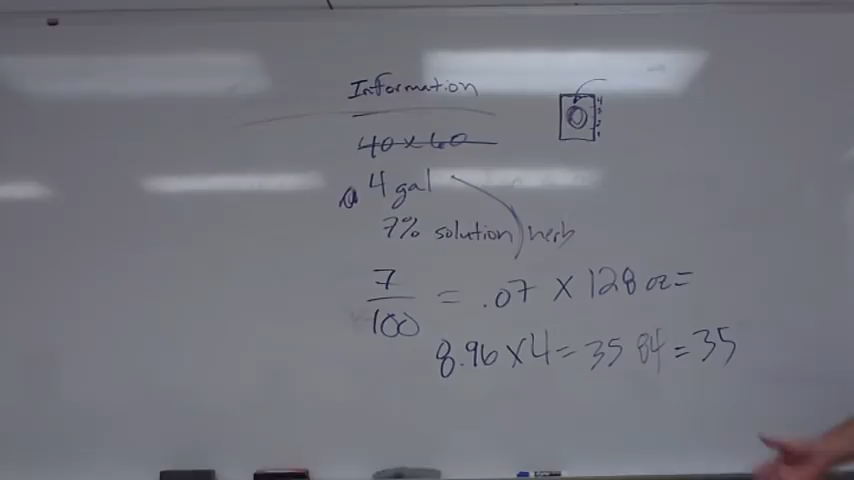 Information
40 x 60
4 gal
7% solution herb
7
100
= .07 x 128 oz =
8.96 x 4 = 35 84 = 35